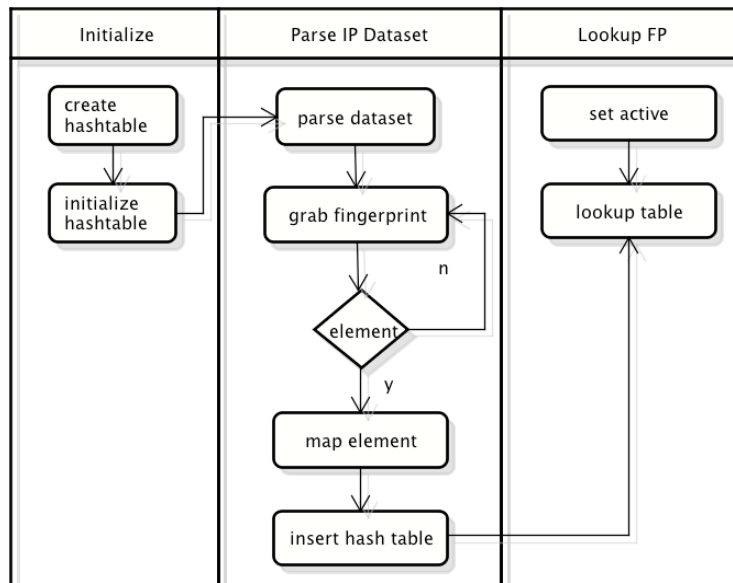 Initialize
Parse IP Dataset
Lookup FP
create
hashtable
initialize
hashtable
parse dataset
grab fingerprint
n
element
y
map element
insert hash table
set active
lookup table